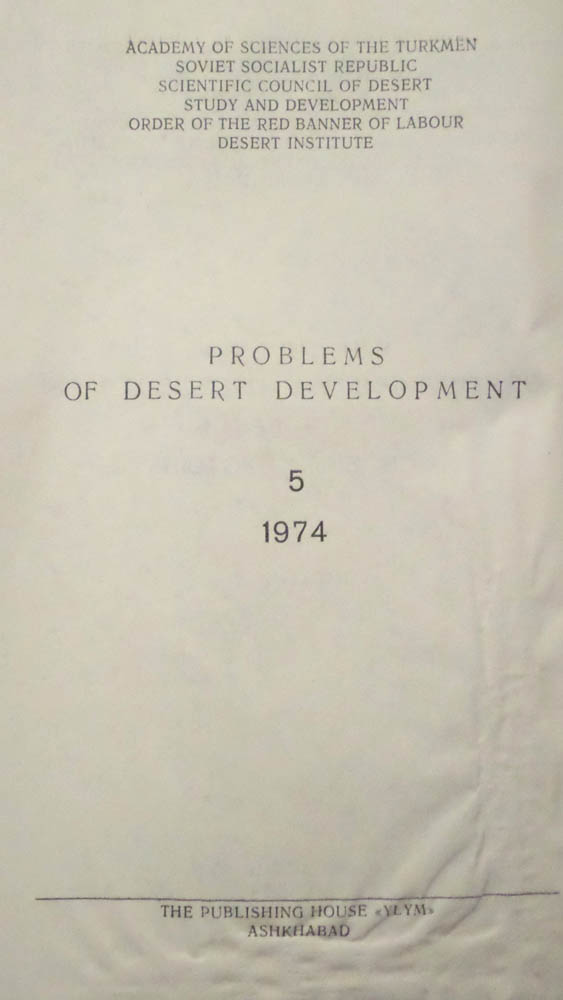 ACADEMY OF SCIENCES OF THE TURKMEN
SOVIET SOCIALIST REPUBLIC
SCIENTIFIC COUNCIL OF DESERT
STUDY AND DEVELOPMENT
ORDER OF THE RED BANNER OF LABOUR
DESERT INSTITUTE
PROBLEMS
OF DESERT DEVELOPMENT
5
1974
THE PUBLISHING HOUSE «YLYM»
ASHKHABAD